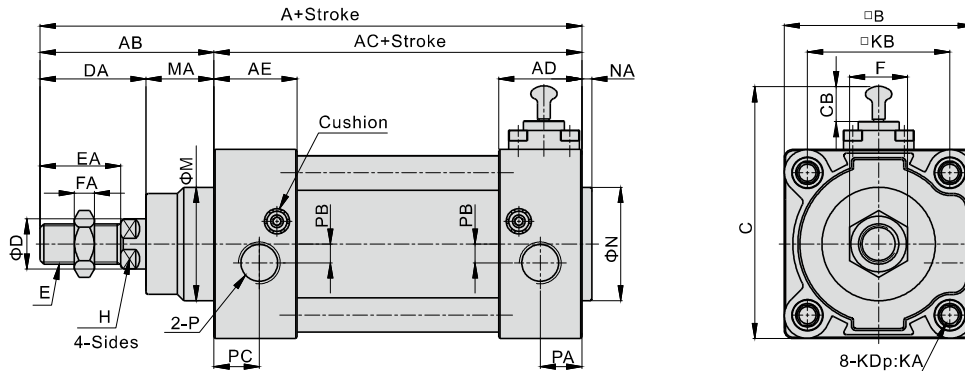 A+Stroke
AB
AC+Stroke
DA
MA
AE
AD
NA
Cushion
EA
FA
ΦM
ΦD
PB
PB
ΦN
E
H
4-Sides
2-P
PC
PA
□B
□KB
F
CB
C
8-KDp:KA